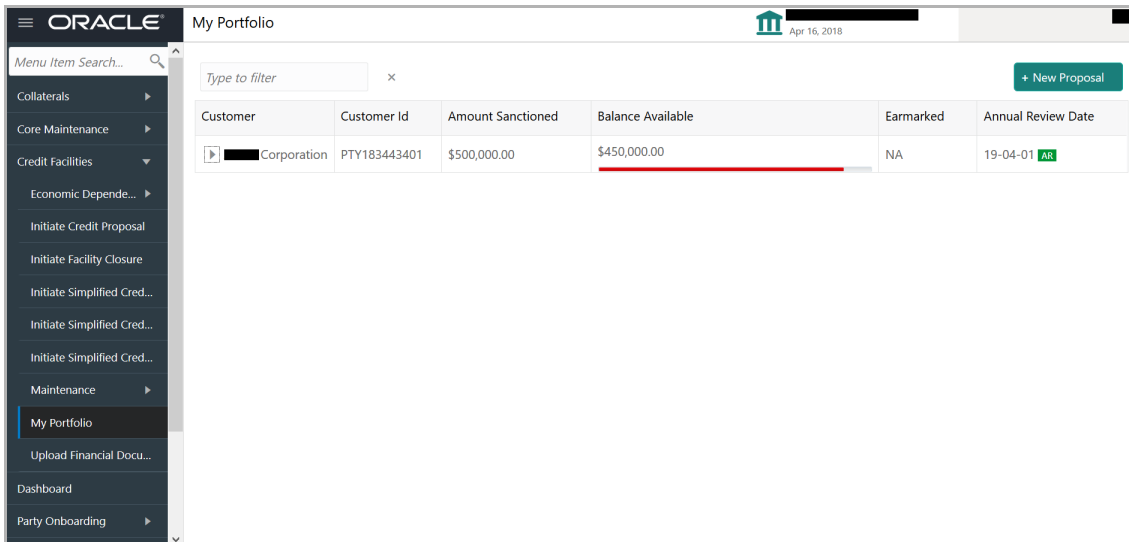 ORACLE®
My Portfolio
Apr 16, 2018
Menu Item Search...
Type to filter
×
+ New Proposal
Collaterals
Core Maintenance
Credit Facilities
Economic Depende...
Initiate Credit Proposal
Initiate Facility Closure
Initiate Simplified Cred...
Initiate Simplified Cred...
Initiate Simplified Cred...
Maintenance
My Portfolio
Upload Financial Docu...
Dashboard
Party Onboarding
Customer Customer Id Amount Sanctioned Balance Available Earmarked Annual Review Date
Corporation PTY183443401 $500,000.00 $450,000.00 NA 19-04-01 AR